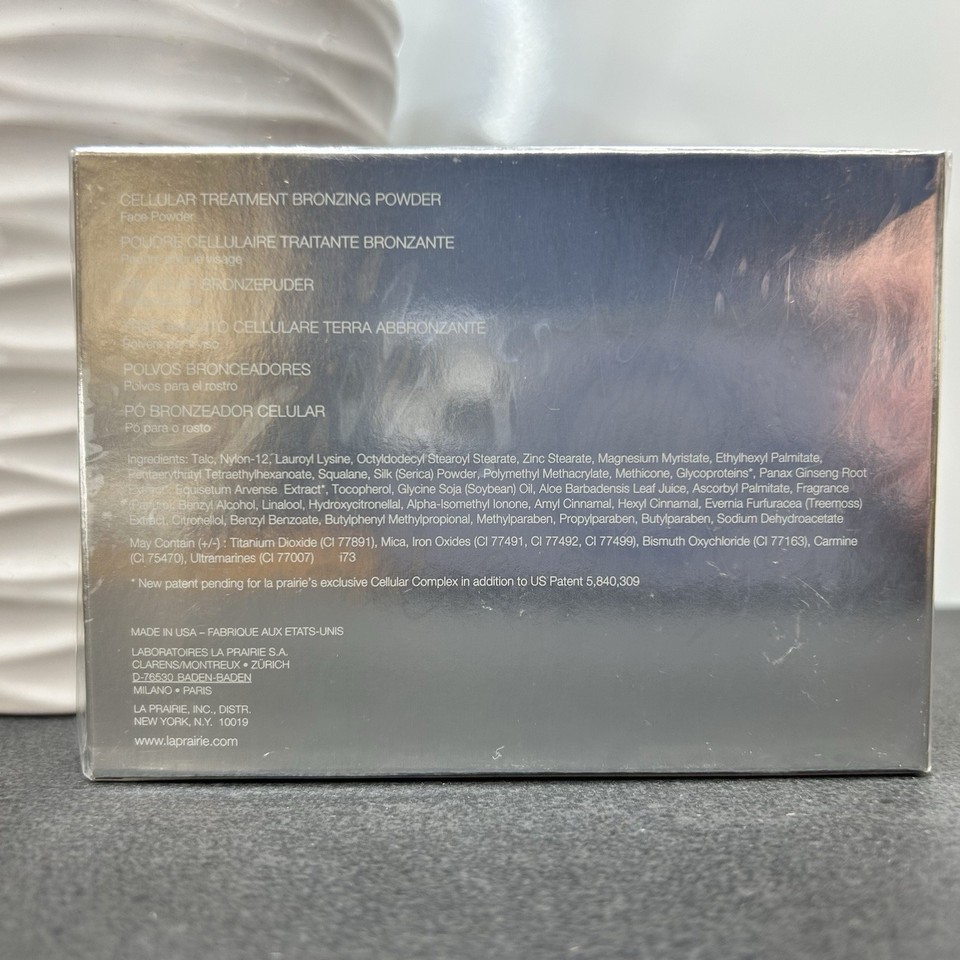 CELLULAR TREATMENT BRONZING POWDER
Face Powder
POUDRE CELLULAIRE TRAITANTE BRONZANTE
visage
BRONZEPUDER
CELLULARE TERRA ABBRONZANTE
POLVOS BRONCEADORES
Polvos para el rostro
PÓ BRONZEADOR CELULAR
Pó para o rosto
Ingredients: Talc, Nylon-12, Lauroyl Lysine, Octyldodecyl Stearoyl Stearate, Zinc Stearate, Magnesium Myristate, Ethylhexyl Palmitate,
Pentaerythrityl Tetraethylhexanoate, Squalane, Silk (Serica) Powder, Polymethyl Methacrylate, Methicone, Glycoproteins*, Panax Ginseng Root
Equisetum Arvense Extract*, Tocopherol, Glycine Soja (Soybean) Oil, Aloe Barbadensis Leaf Juice, Ascorbyl Palmitate, Fragrance
Benzyl Alcohol, Linalool, Hydroxycitronellal, Alpha-Isomethyl Ionone, Amyl Cinnamal, Hexyl Cinnamal, Evernia Furfuracea (Treemoss)
Extract, Citronellol, Benzyl Benzoate, Butylphenyl Methylpropional, Methylparaben, Propylparaben, Butylparaben, Sodium Dehydroacetate
May Contain (+/-) : Titanium Dioxide (CI 77891), Mica, Iron Oxides (CI 77491, CI 77492, CI 77499), Bismuth Oxychloride (CI 77163), Carmine
(CI 75470), Ultramarines (CI 77007) i73
* New patent pending for la prairie's exclusive Cellular Complex in addition to US Patent 5,840,309
MADE IN USA – FABRIQUE AUX ETATS-UNIS
LABORATOIRES LA PRAIRIE S.A.
CLARENS/MONTREUX • ZÜRICH
D-76530 BADEN-BADEN
MILANO • PARIS
LA PRAIRIE, INC., DISTR.
NEW YORK, N.Y. 10019
www.laprairie.com